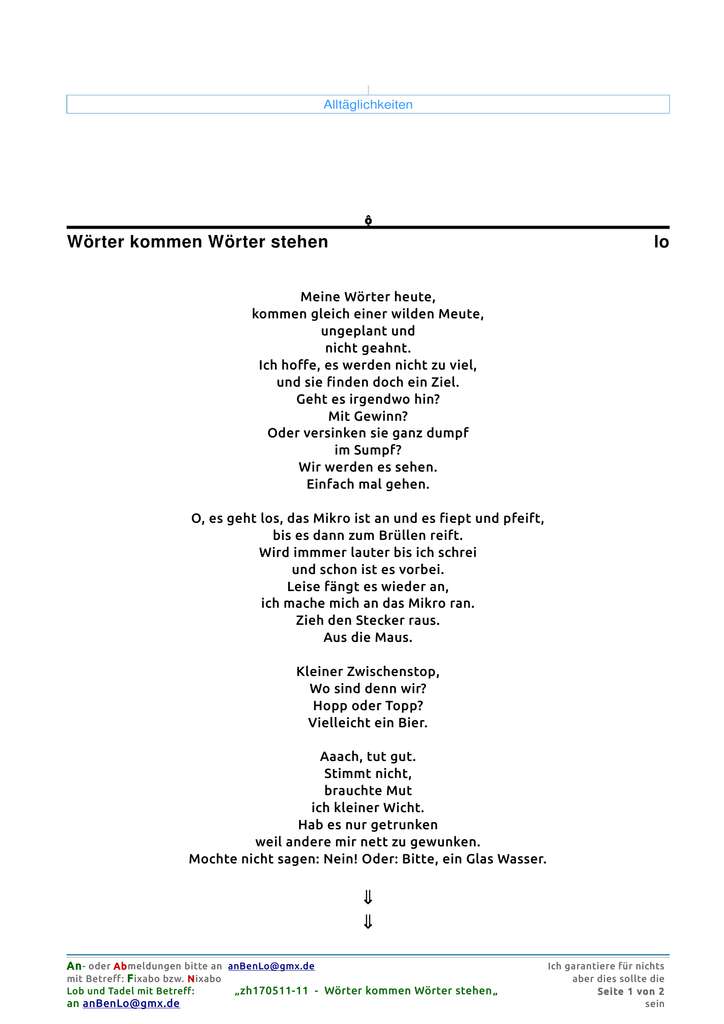 Alltäglichkeiten
ô
Wörter kommen Wörter stehen lo
Meine Wörter heute,
kommen gleich einer wilden Meute,
ungeplant und
nicht geahnt.
Ich hoffe, es werden nicht zu viel,
und sie finden doch ein Ziel.
Geht es irgendwo hin?
Mit Gewinn?
Oder versinken sie ganz dumpf
im Sumpf?
Wir werden es sehen.
Einfach mal gehen.
O, es geht los, das Mikro ist an und es fiept und pfeift,
bis es dann zum Brüllen reift.
Wird immmer lauter bis ich schrei
und schon ist es vorbei.
Leise fängt es wieder an,
ich mache mich an das Mikro ran.
Zieh den Stecker raus.
Aus die Maus.
Kleiner Zwischenstop,
Wo sind denn wir?
Hopp oder Topp?
Vielleicht ein Bier.
Aaach, tut gut.
Stimmt nicht,
brauchte Mut
ich kleiner Wicht.
Hab es nur getrunken
weil andere mir nett zu gewunken.
Mochte nicht sagen: Nein! Oder: Bitte, ein Glas Wasser.
⇓
⇓
An- oder Abmeldungen bitte an anBenLo@gmx.de Ich garantiere für nichts
mit Betreff: Fixabo bzw. Nixabo aber dies sollte die
Lob und Tadel mit Betreff: „zh170511-11 - Wörter kommen Wörter stehen„ Seite 1 von 2
an anBenLo@gmx.de sein